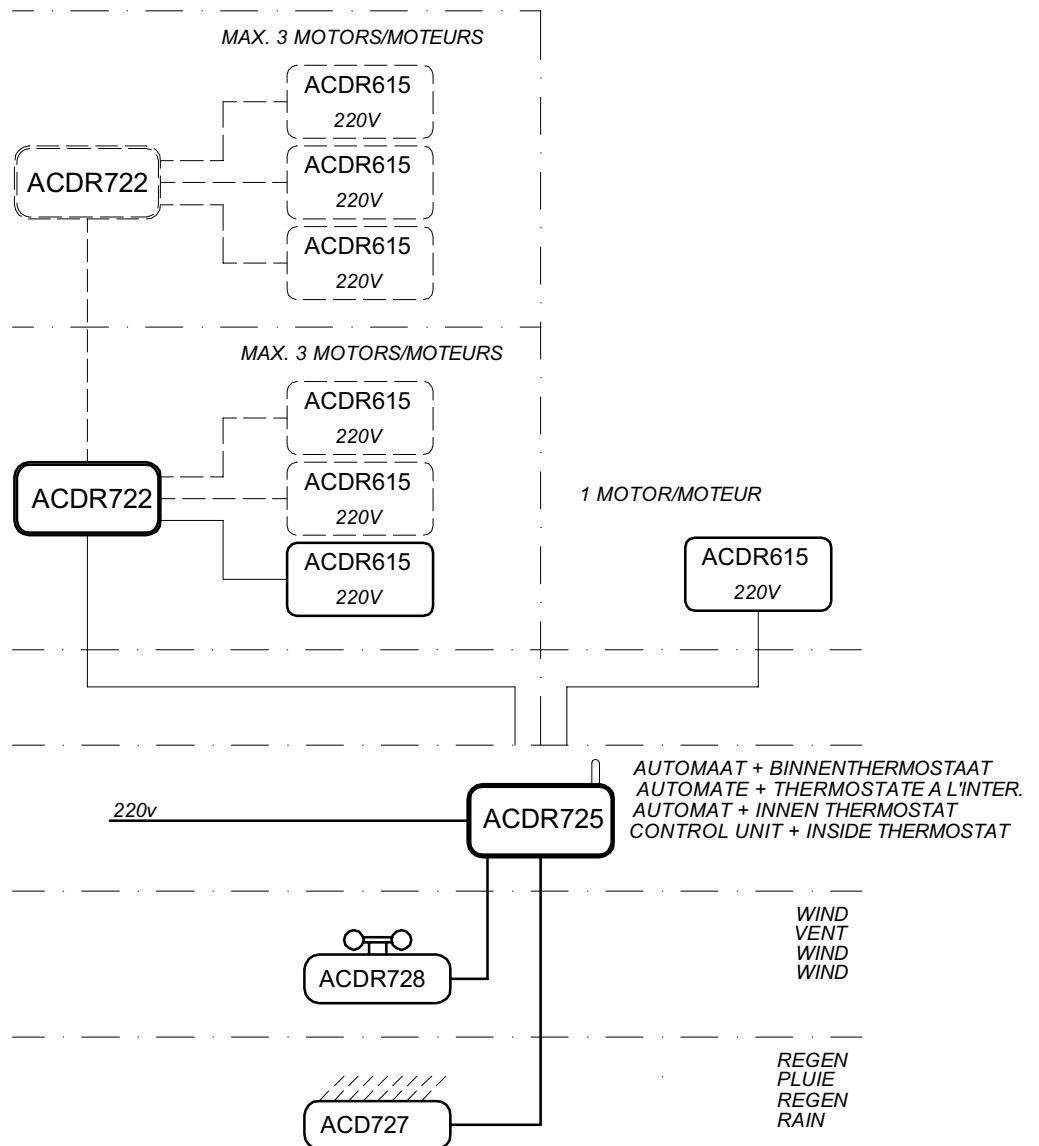 MAX. 3 MOTORS/MOTEURS
ACDR615
220V
ACDR722
ACDR615
220V
ACDR615
220V
MAX. 3 MOTORS/MOTEURS
ACDR615
220V
ACDR722
ACDR615
220V
1 MOTOR/MOTEUR
ACDR615
220V
ACDR615
220V
AUTOMAAT + BINNENTHERMOSTAAT
AUTOMATE + THERMOSTATE A L'INTER.
AUTOMAT + INNEN THERMOSTAT
CONTROL UNIT + INSIDE THERMOSTAT
220v
ACDR725
WIND
VENT
WIND
WIND
ACDR728
REGEN
PLUIE
REGEN
RAIN
ACD727